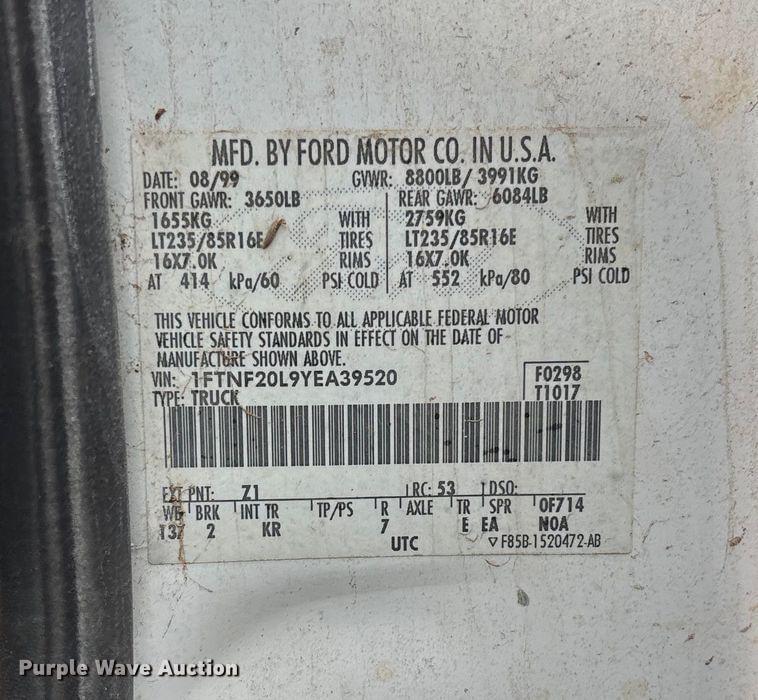 MFD. BY FORD MOTOR CO. IN U.S.A.
DATE: 08/99 GVWR: 8800LB/ 3991KG
FRONT GAWR: 3650LB REAR GAWR: 6084LB
1655KG WITH 2759KG WITH
LT235/85R16E TIRES LT235/85R16E TIRES
16X7.0K RIMS 16X7.0K RIMS
AT 414 kPa/60 PSI COLD AT 552 kPa/80 PSI COLD
THIS VEHICLE CONFORMS TO ALL APPLICABLE FEDERAL MOTOR
VEHICLE SAFETY STANDARDS IN EFFECT ON THE DATE OF
MANUFACTURE SHOWN ABOVE.
VIN: 1FTNF20L9YEA39520 F0298
TYPE: TRUCK T1017
EXT PNT: Z1 RC: 53 DSO:
WB BRK INT TR TP/PS R AXLE TR SPR 0F714
137 2 KR 7 E EA N0A
UTC ▽ F85B-1520472-AB
Purple Wave Auction